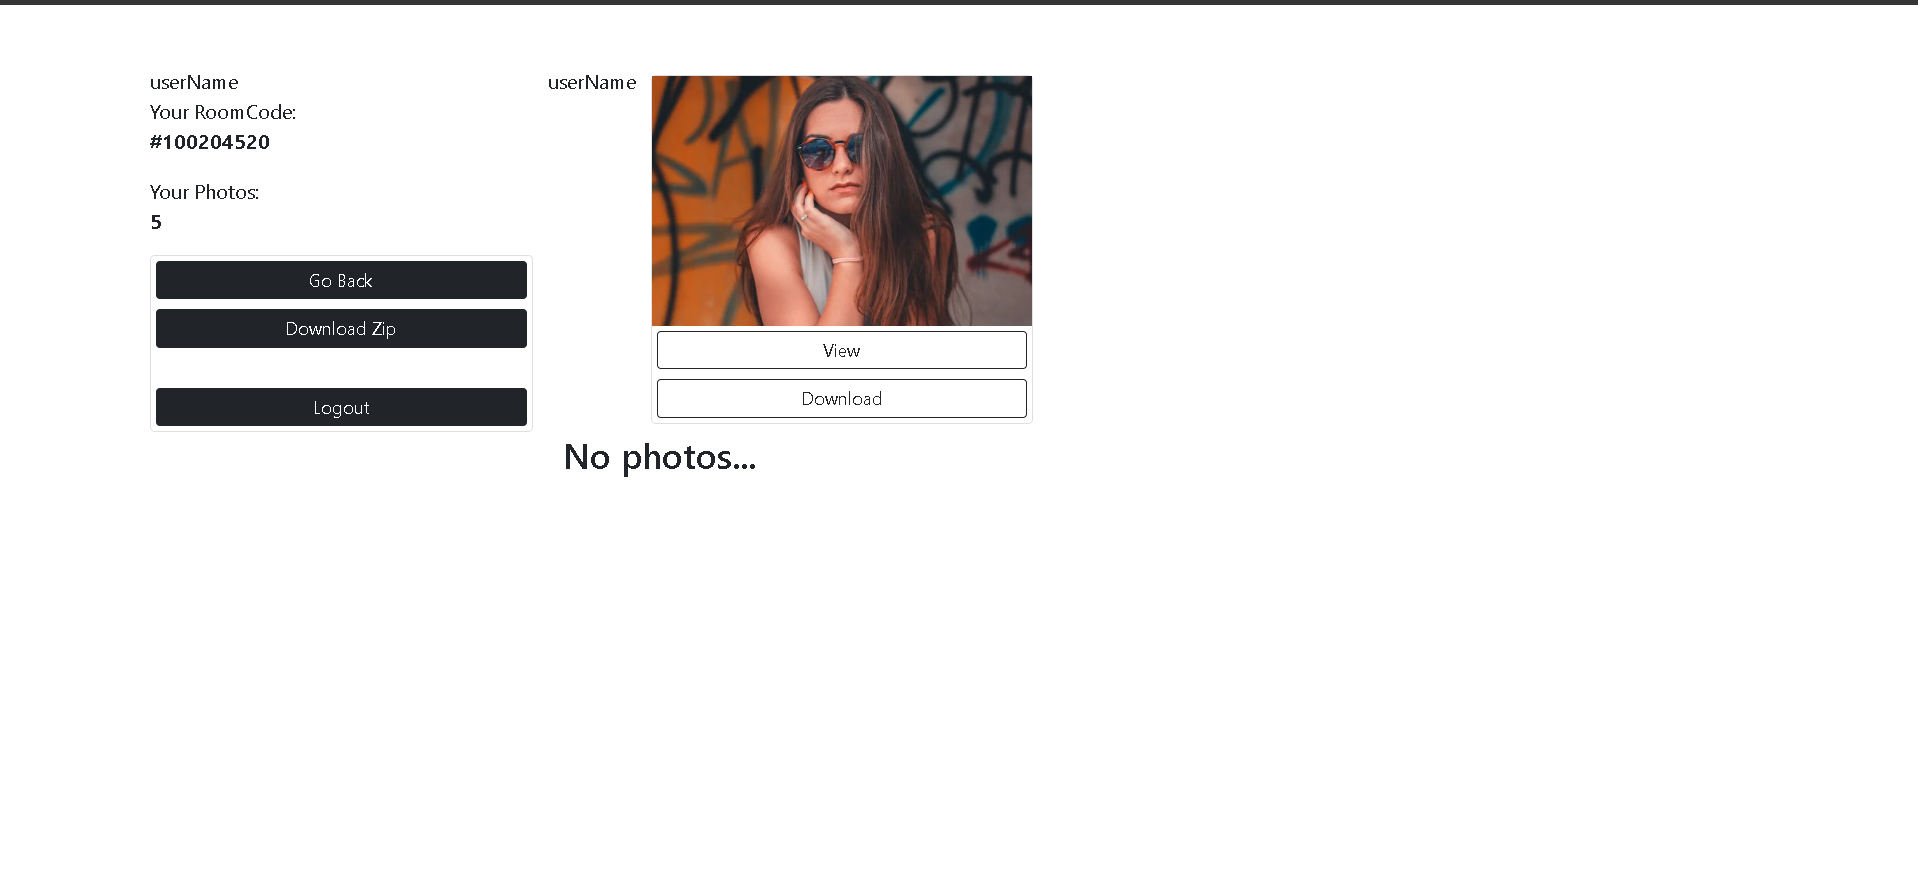 userName
Your RoomCode:
#100204520
Your Photos:
5
Go Back
Download Zip
Logout
userName
View
Download
No photos...